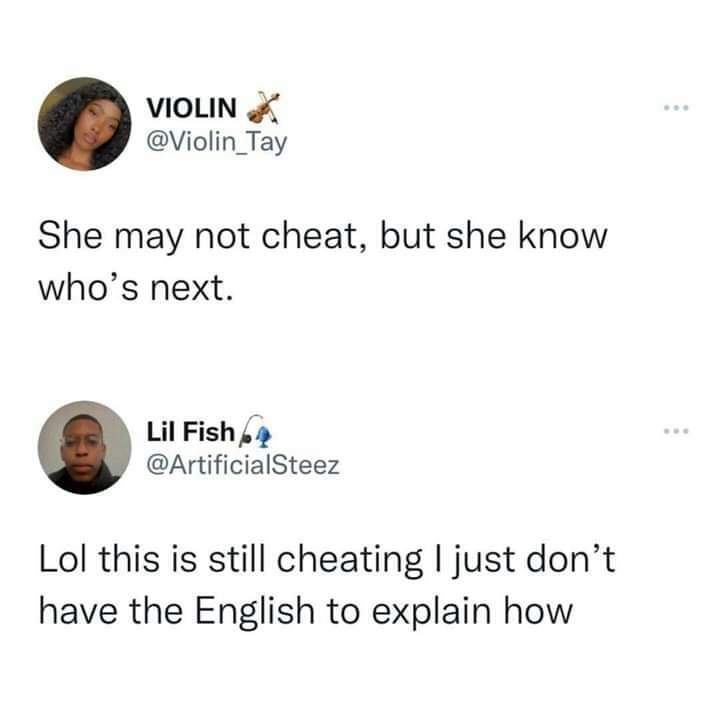 VIOLIN 🎻
@Violin_Tay
She may not cheat, but she know
who’s next.
Lil Fish🎣
@ArtificialSteez
Lol this is still cheating I just don’t
have the English to explain how